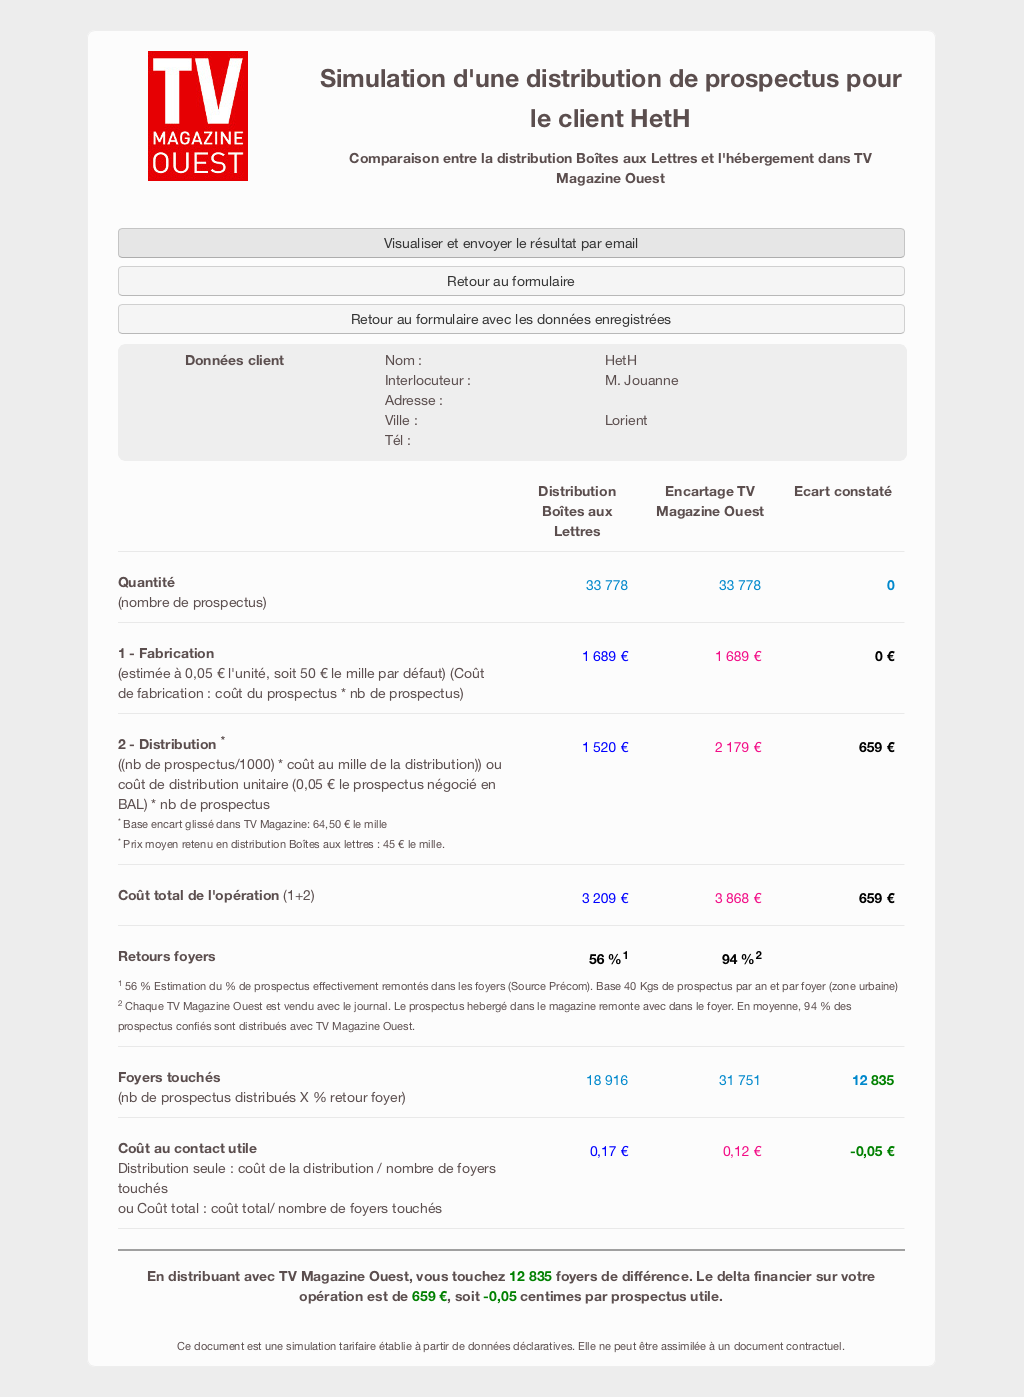 TV
MAGAZINE
OUEST
Simulation d'une distribution de prospectus pour
le client HetH
Comparaison entre la distribution Boîtes aux Lettres et l'hébergement dans TV
Magazine Ouest
Visualiser et envoyer le résultat par email
Retour au formulaire
Retour au formulaire avec les données enregistrées
Données client Nom : HetH
Interlocuteur : M. Jouanne
Adresse :
Ville : Lorient
Tél :
Distribution Encartage TV Ecart constaté
Boîtes aux Magazine Ouest
Lettres
Quantité 33 778 33 778 0
(nombre de prospectus)
1 - Fabrication 1 689 € 1 689 € 0 €
(estimée à 0,05 € l'unité, soit 50 € le mille par défaut) (Coût
de fabrication : coût du prospectus * nb de prospectus)
2 - Distribution * 1 520 € 2 179 € 659 €
((nb de prospectus/1000) * coût au mille de la distribution)) ou
coût de distribution unitaire (0,05 € le prospectus négocié en
BAL) * nb de prospectus
* Base encart glissé dans TV Magazine: 64,50 € le mille
* Prix moyen retenu en distribution Boîtes aux lettres : 45 € le mille.
Coût total de l'opération (1+2) 3 209 € 3 868 € 659 €
Retours foyers 56 %1 94 %2
1 56 % Estimation du % de prospectus effectivement remontés dans les foyers (Source Précom). Base 40 Kgs de prospectus par an et par foyer (zone urbaine)
2 Chaque TV Magazine Ouest est vendu avec le journal. Le prospectus hebergé dans le magazine remonte avec dans le foyer. En moyenne, 94 % des
prospectus confiés sont distribués avec TV Magazine Ouest.
Foyers touchés 18 916 31 751 12 835
(nb de prospectus distribués X % retour foyer)
Coût au contact utile 0,17 € 0,12 € -0,05 €
Distribution seule : coût de la distribution / nombre de foyers
touchés
ou Coût total : coût total/ nombre de foyers touchés
En distribuant avec TV Magazine Ouest, vous touchez 12 835 foyers de différence. Le delta financier sur votre
opération est de 659 €, soit -0,05 centimes par prospectus utile.
Ce document est une simulation tarifaire établie à partir de données déclaratives. Elle ne peut être assimilée à un document contractuel.